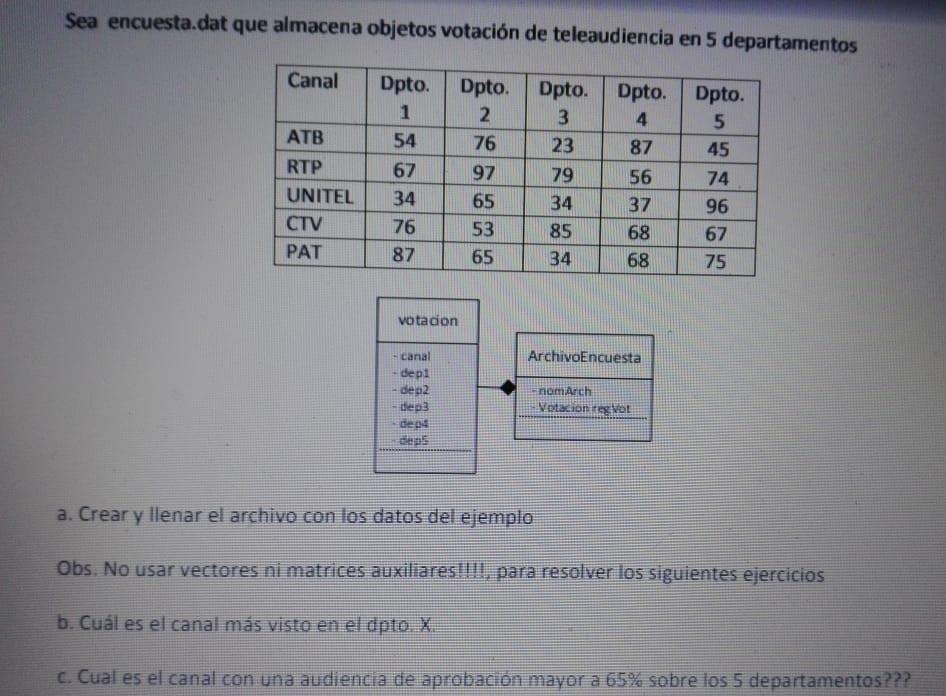 Sea encuesta.dat que almacena objetos votación de teleaudiencia en 5 departamentos
Canal Dpto. 1 Dpto. 2 Dpto. 3 Dpto. 4 Dpto. 5
ATB 54 76 23 87 45
RTP 67 97 79 56 74
UNITEL 34 65 34 37 96
CTV 76 53 85 68 67
PAT 87 65 34 68 75
votacion
- canal
- dep1
- dep2
- dep3
- dep4
- dep5
ArchivoEncuesta
- nomArch
- Votacion regVot
a. Crear y llenar el archivo con los datos del ejemplo
Obs. No usar vectores ni matrices auxiliares!!!!, para resolver los siguientes ejercicios
b. Cuál es el canal más visto en el dpto. X.
c. Cual es el canal con una audiencia de aprobación mayor a 65% sobre los 5 departamentos???